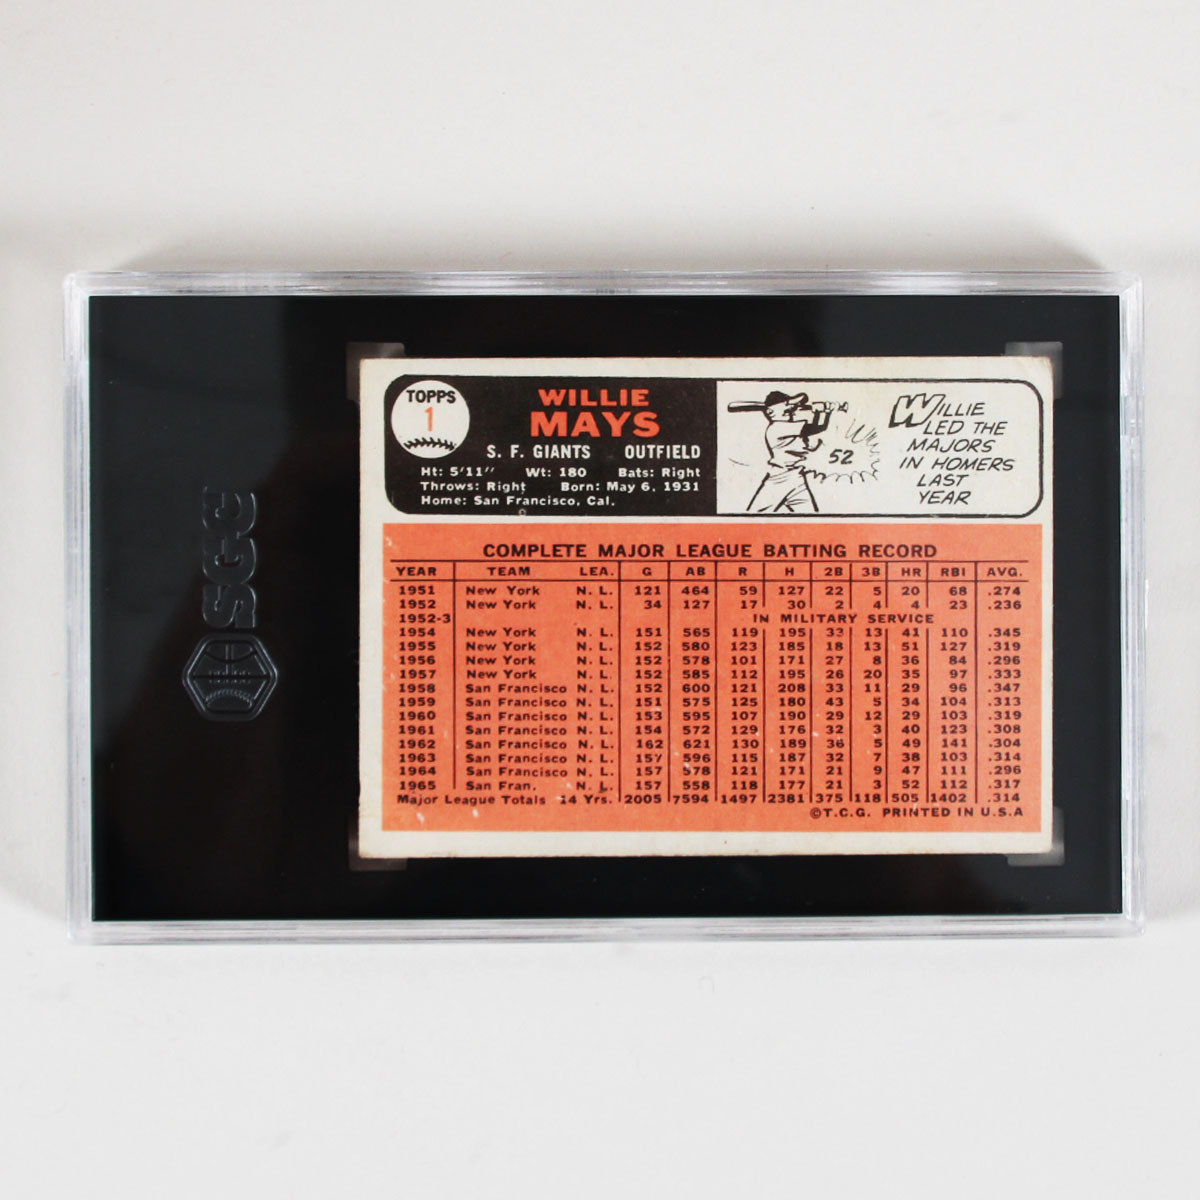 TOPPS
1
WILLIE
MAYS
S. F. GIANTS OUTFIELD
Ht: 5'11" Wt: 180 Bats: Right
Throws: Right Born: May 6, 1931
Home: San Francisco, Cal.
52
WILLIE
LED THE
MAJORS
IN HOMERS
LAST
YEAR
COMPLETE MAJOR LEAGUE BATTING RECORD
YEAR TEAM LEA. G AB R H 2B 3B HR RBI AVG.
1951 New York N. L. 121 464 59 127 22 5 20 68 .274
1952 New York N. L. 34 127 17 30 2 4 4 23 .236
1952-3 IN MILITARY SERVICE
1954 New York N. L. 151 565 119 195 33 13 41 110 .345
1955 New York N. L. 152 580 123 185 18 13 51 127 .319
1956 New York N. L. 152 578 101 171 27 8 36 84 .296
1957 New York N. L. 152 585 112 195 26 20 35 97 .333
1958 San Francisco N. L. 152 600 121 208 33 11 29 96 .347
1959 San Francisco N. L. 151 575 125 180 43 5 34 104 .313
1960 San Francisco N. L. 153 595 107 190 29 12 29 103 .319
1961 San Francisco N. L. 154 572 129 176 32 3 40 123 .308
1962 San Francisco N. L. 162 621 130 189 36 5 49 141 .304
1963 San Francisco N. L. 157 596 115 187 32 7 38 103 .314
1964 San Francisco N. L. 157 578 121 171 21 9 47 111 .296
1965 San Fran. N. L. 157 558 118 177 21 3 52 112 .317
Major League Totals 14 Yrs. 2005 7594 1497 2381 375 118 505 1402 .314
©T.C.G. PRINTED IN U.S.A
SGC